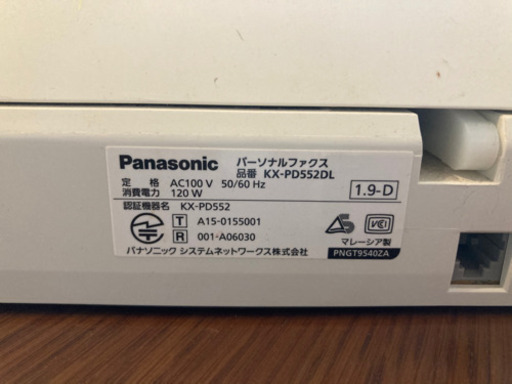 Panasonic パーソナルファクス
品番 KX-PD552DL
定 格 AC100 V 50/60 Hz
消費電力 120 W
1.9-D
認証機器名 KX-PD552
T A15-0155001
R 001-A06030
VCI
マレーシア製
パナソニック システムネットワークス株式会社
PNGT9540ZA